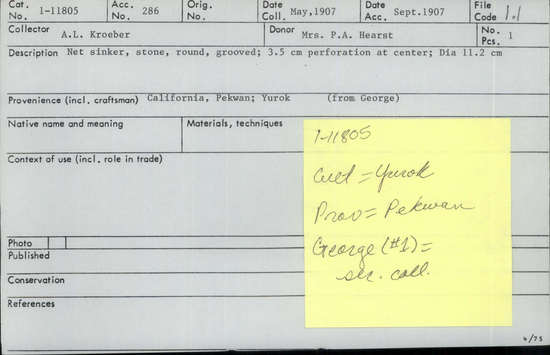 Cat. No. 1-11805 Acc. No. 286 Orig. No. Date Coll. May,1907 Date Acc. Sept.1907 File Code 1.1
Collector A.L. Kroeber Donor Mrs. P.A. Hearst No. Pcs. 1
Description Net sinker, stone, round, grooved; 3.5 cm perforation at center; Dia 11.2 cm
Provenience (incl. craftsman) California, Pekwan; Yurok (from George)
Native name and meaning Materials, techniques
Context of use (incl. role in trade)
Photo
Published
Conservation
References
1-11805
Cult = Yurok
Prov = Pekwan
George (#1) =
sec. coll.
4/75